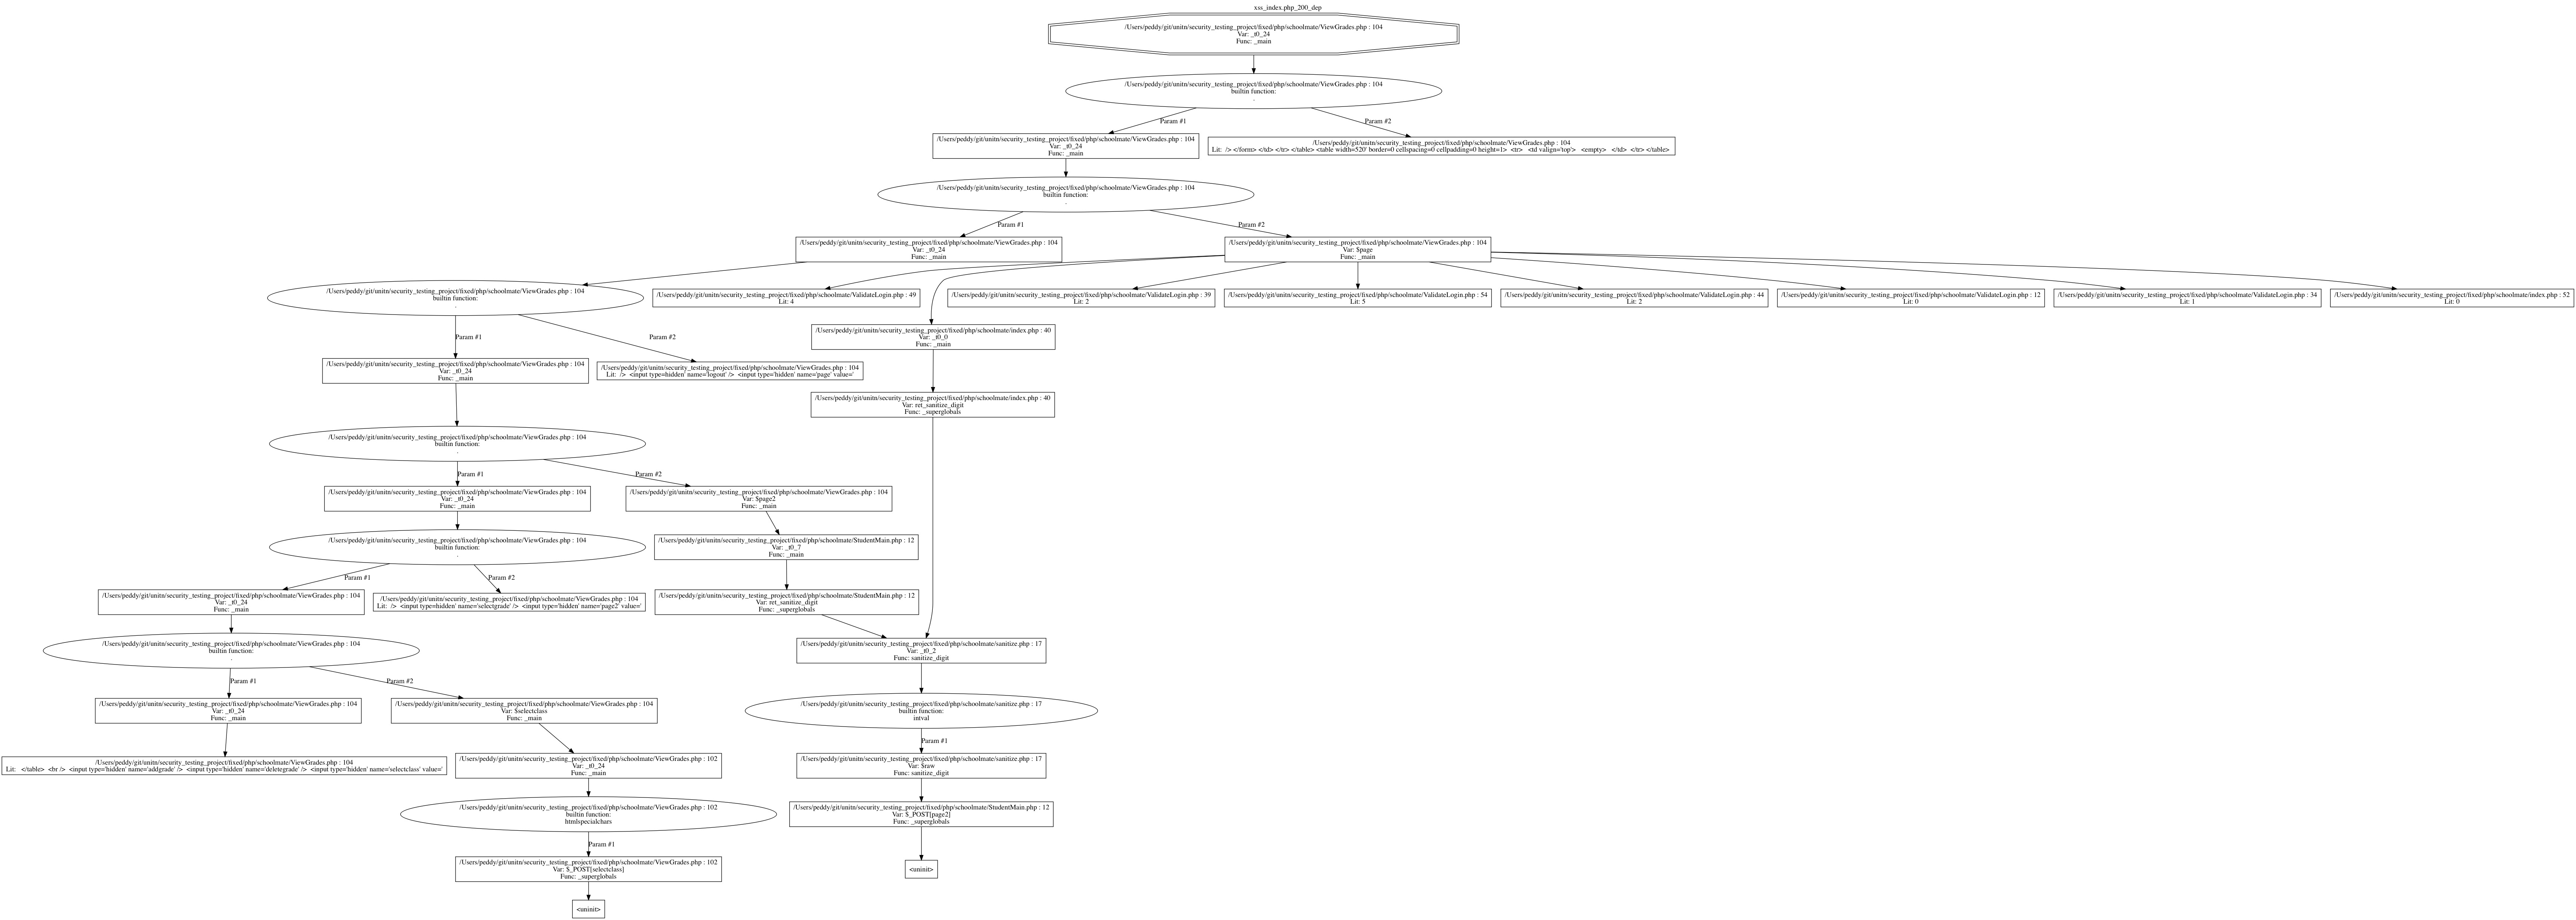 xss_index.php_200_dep
/Users/peddy/git/unitn/security_testing_project/fixed/php/schoolmate/ViewGrades.php : 104
Var: _t0_24
Func: _main
/Users/peddy/git/unitn/security_testing_project/fixed/php/schoolmate/ViewGrades.php : 104
builtin function:
.
Param #1
Param #2
/Users/peddy/git/unitn/security_testing_project/fixed/php/schoolmate/ViewGrades.php : 104
Var: _t0_24
Func: _main
/Users/peddy/git/unitn/security_testing_project/fixed/php/schoolmate/ViewGrades.php : 104
Lit:  /> </form> </td> </tr> </table> <table width=520' border=0 cellspacing=0 cellpadding=0 height=1>  <tr>   <td valign='top'>   <empty>   </td>  </tr> </table>
/Users/peddy/git/unitn/security_testing_project/fixed/php/schoolmate/ViewGrades.php : 104
builtin function:
.
Param #1
Param #2
/Users/peddy/git/unitn/security_testing_project/fixed/php/schoolmate/ViewGrades.php : 104
Var: _t0_24
Func: _main
/Users/peddy/git/unitn/security_testing_project/fixed/php/schoolmate/ViewGrades.php : 104
Var: $page
Func: _main
/Users/peddy/git/unitn/security_testing_project/fixed/php/schoolmate/ViewGrades.php : 104
builtin function:
.
/Users/peddy/git/unitn/security_testing_project/fixed/php/schoolmate/ValidateLogin.php : 49
Lit: 4
/Users/peddy/git/unitn/security_testing_project/fixed/php/schoolmate/ValidateLogin.php : 39
Lit: 2
/Users/peddy/git/unitn/security_testing_project/fixed/php/schoolmate/ValidateLogin.php : 54
Lit: 5
/Users/peddy/git/unitn/security_testing_project/fixed/php/schoolmate/ValidateLogin.php : 44
Lit: 2
/Users/peddy/git/unitn/security_testing_project/fixed/php/schoolmate/ValidateLogin.php : 12
Lit: 0
/Users/peddy/git/unitn/security_testing_project/fixed/php/schoolmate/ValidateLogin.php : 34
Lit: 1
/Users/peddy/git/unitn/security_testing_project/fixed/php/schoolmate/index.php : 52
Lit: 0
Param #1
Param #2
/Users/peddy/git/unitn/security_testing_project/fixed/php/schoolmate/index.php : 40
Var: _t0_0
Func: _main
/Users/peddy/git/unitn/security_testing_project/fixed/php/schoolmate/ViewGrades.php : 104
Var: _t0_24
Func: _main
/Users/peddy/git/unitn/security_testing_project/fixed/php/schoolmate/ViewGrades.php : 104
Lit:  />  <input type=hidden' name='logout' />  <input type='hidden' name='page' value='
/Users/peddy/git/unitn/security_testing_project/fixed/php/schoolmate/index.php : 40
Var: ret_sanitize_digit
Func: _superglobals
/Users/peddy/git/unitn/security_testing_project/fixed/php/schoolmate/ViewGrades.php : 104
builtin function:
.
Param #1
Param #2
/Users/peddy/git/unitn/security_testing_project/fixed/php/schoolmate/ViewGrades.php : 104
Var: _t0_24
Func: _main
/Users/peddy/git/unitn/security_testing_project/fixed/php/schoolmate/ViewGrades.php : 104
Var: $page2
Func: _main
/Users/peddy/git/unitn/security_testing_project/fixed/php/schoolmate/ViewGrades.php : 104
builtin function:
.
/Users/peddy/git/unitn/security_testing_project/fixed/php/schoolmate/StudentMain.php : 12
Var: _t0_7
Func: _main
Param #1
Param #2
/Users/peddy/git/unitn/security_testing_project/fixed/php/schoolmate/ViewGrades.php : 104
Var: _t0_24
Func: _main
/Users/peddy/git/unitn/security_testing_project/fixed/php/schoolmate/ViewGrades.php : 104
Lit:  />  <input type=hidden' name='selectgrade' />  <input type='hidden' name='page2' value='
/Users/peddy/git/unitn/security_testing_project/fixed/php/schoolmate/StudentMain.php : 12
Var: ret_sanitize_digit
Func: _superglobals
/Users/peddy/git/unitn/security_testing_project/fixed/php/schoolmate/ViewGrades.php : 104
builtin function:
.
/Users/peddy/git/unitn/security_testing_project/fixed/php/schoolmate/sanitize.php : 17
Var: _t0_2
Func: sanitize_digit
Param #1
Param #2
/Users/peddy/git/unitn/security_testing_project/fixed/php/schoolmate/ViewGrades.php : 104
Var: _t0_24
Func: _main
/Users/peddy/git/unitn/security_testing_project/fixed/php/schoolmate/ViewGrades.php : 104
Var: $selectclass
Func: _main
/Users/peddy/git/unitn/security_testing_project/fixed/php/schoolmate/sanitize.php : 17
builtin function:
intval
Param #1
/Users/peddy/git/unitn/security_testing_project/fixed/php/schoolmate/ViewGrades.php : 104
Lit:   </table>  <br />  <input type='hidden' name='addgrade' />  <input type='hidden' name='deletegrade' />  <input type='hidden' name='selectclass' value='
/Users/peddy/git/unitn/security_testing_project/fixed/php/schoolmate/ViewGrades.php : 102
Var: _t0_24
Func: _main
/Users/peddy/git/unitn/security_testing_project/fixed/php/schoolmate/sanitize.php : 17
Var: $raw
Func: sanitize_digit
/Users/peddy/git/unitn/security_testing_project/fixed/php/schoolmate/ViewGrades.php : 102
builtin function:
htmlspecialchars
/Users/peddy/git/unitn/security_testing_project/fixed/php/schoolmate/StudentMain.php : 12
Var: $_POST[page2]
Func: _superglobals
Param #1
/Users/peddy/git/unitn/security_testing_project/fixed/php/schoolmate/ViewGrades.php : 102
Var: $_POST[selectclass]
Func: _superglobals
<uninit>
<uninit>